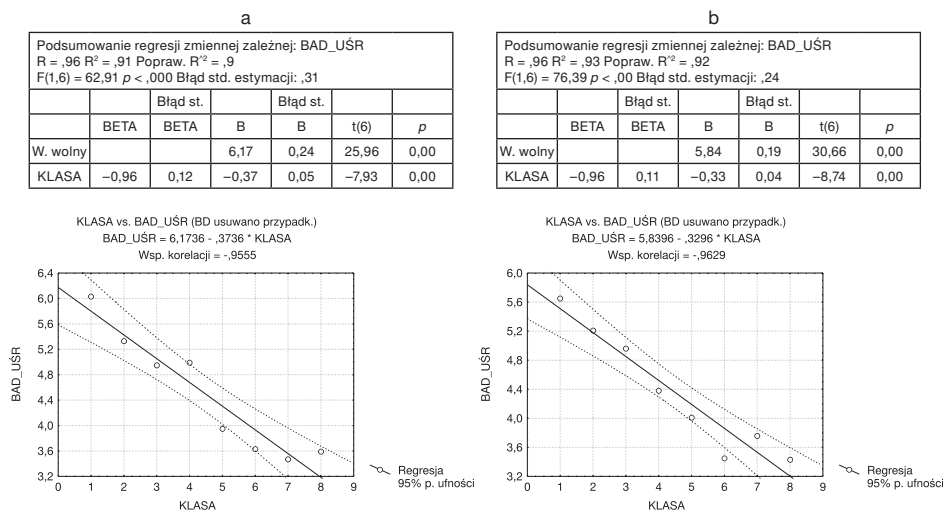 a
Podsumowanie regresji zmiennej zależnej: BAD_UŚR
R = ,96 R² = ,91 Popraw. R^² = ,9
F(1,6) = 62,91 p < ,000 Błąd std. estymacji: ,31
Błąd st. Błąd st.
BETA BETA B B t(6) p
W. wolny 6,17 0,24 25,96 0,00
KLASA −0,96 0,12 −0,37 0,05 −7,93 0,00
KLASA vs. BAD_UŚR (BD usuwano przypadk.)
BAD_UŚR = 6,1736 - ,3736 * KLASA
Wsp. korelacji = -,9555
6,4
6,0
5,6
5,2
4,8
4,4
4,0
3,6
3,2
BAD_UŚR
0 1 2 3 4 5 6 7 8 9
KLASA
Regresja
95% p. ufności
b
Podsumowanie regresji zmiennej zależnej: BAD_UŚR
R = ,96 R² = ,93 Popraw. R^² = ,92
F(1,6) = 76,39 p < ,00 Błąd std. estymacji: ,24
Błąd st. Błąd st.
BETA BETA B B t(6) p
W. wolny 5,84 0,19 30,66 0,00
KLASA −0,96 0,11 −0,33 0,04 −8,74 0,00
KLASA vs. BAD_UŚR (BD usuwano przypadk.)
BAD_UŚR = 5,8396 - ,3296 * KLASA
Wsp. korelacji = -,9629
6,0
5,6
5,2
4,8
4,4
4,0
3,6
3,2
BAD_UŚR
0 1 2 3 4 5 6 7 8 9
KLASA
Regresja
95% p. ufności